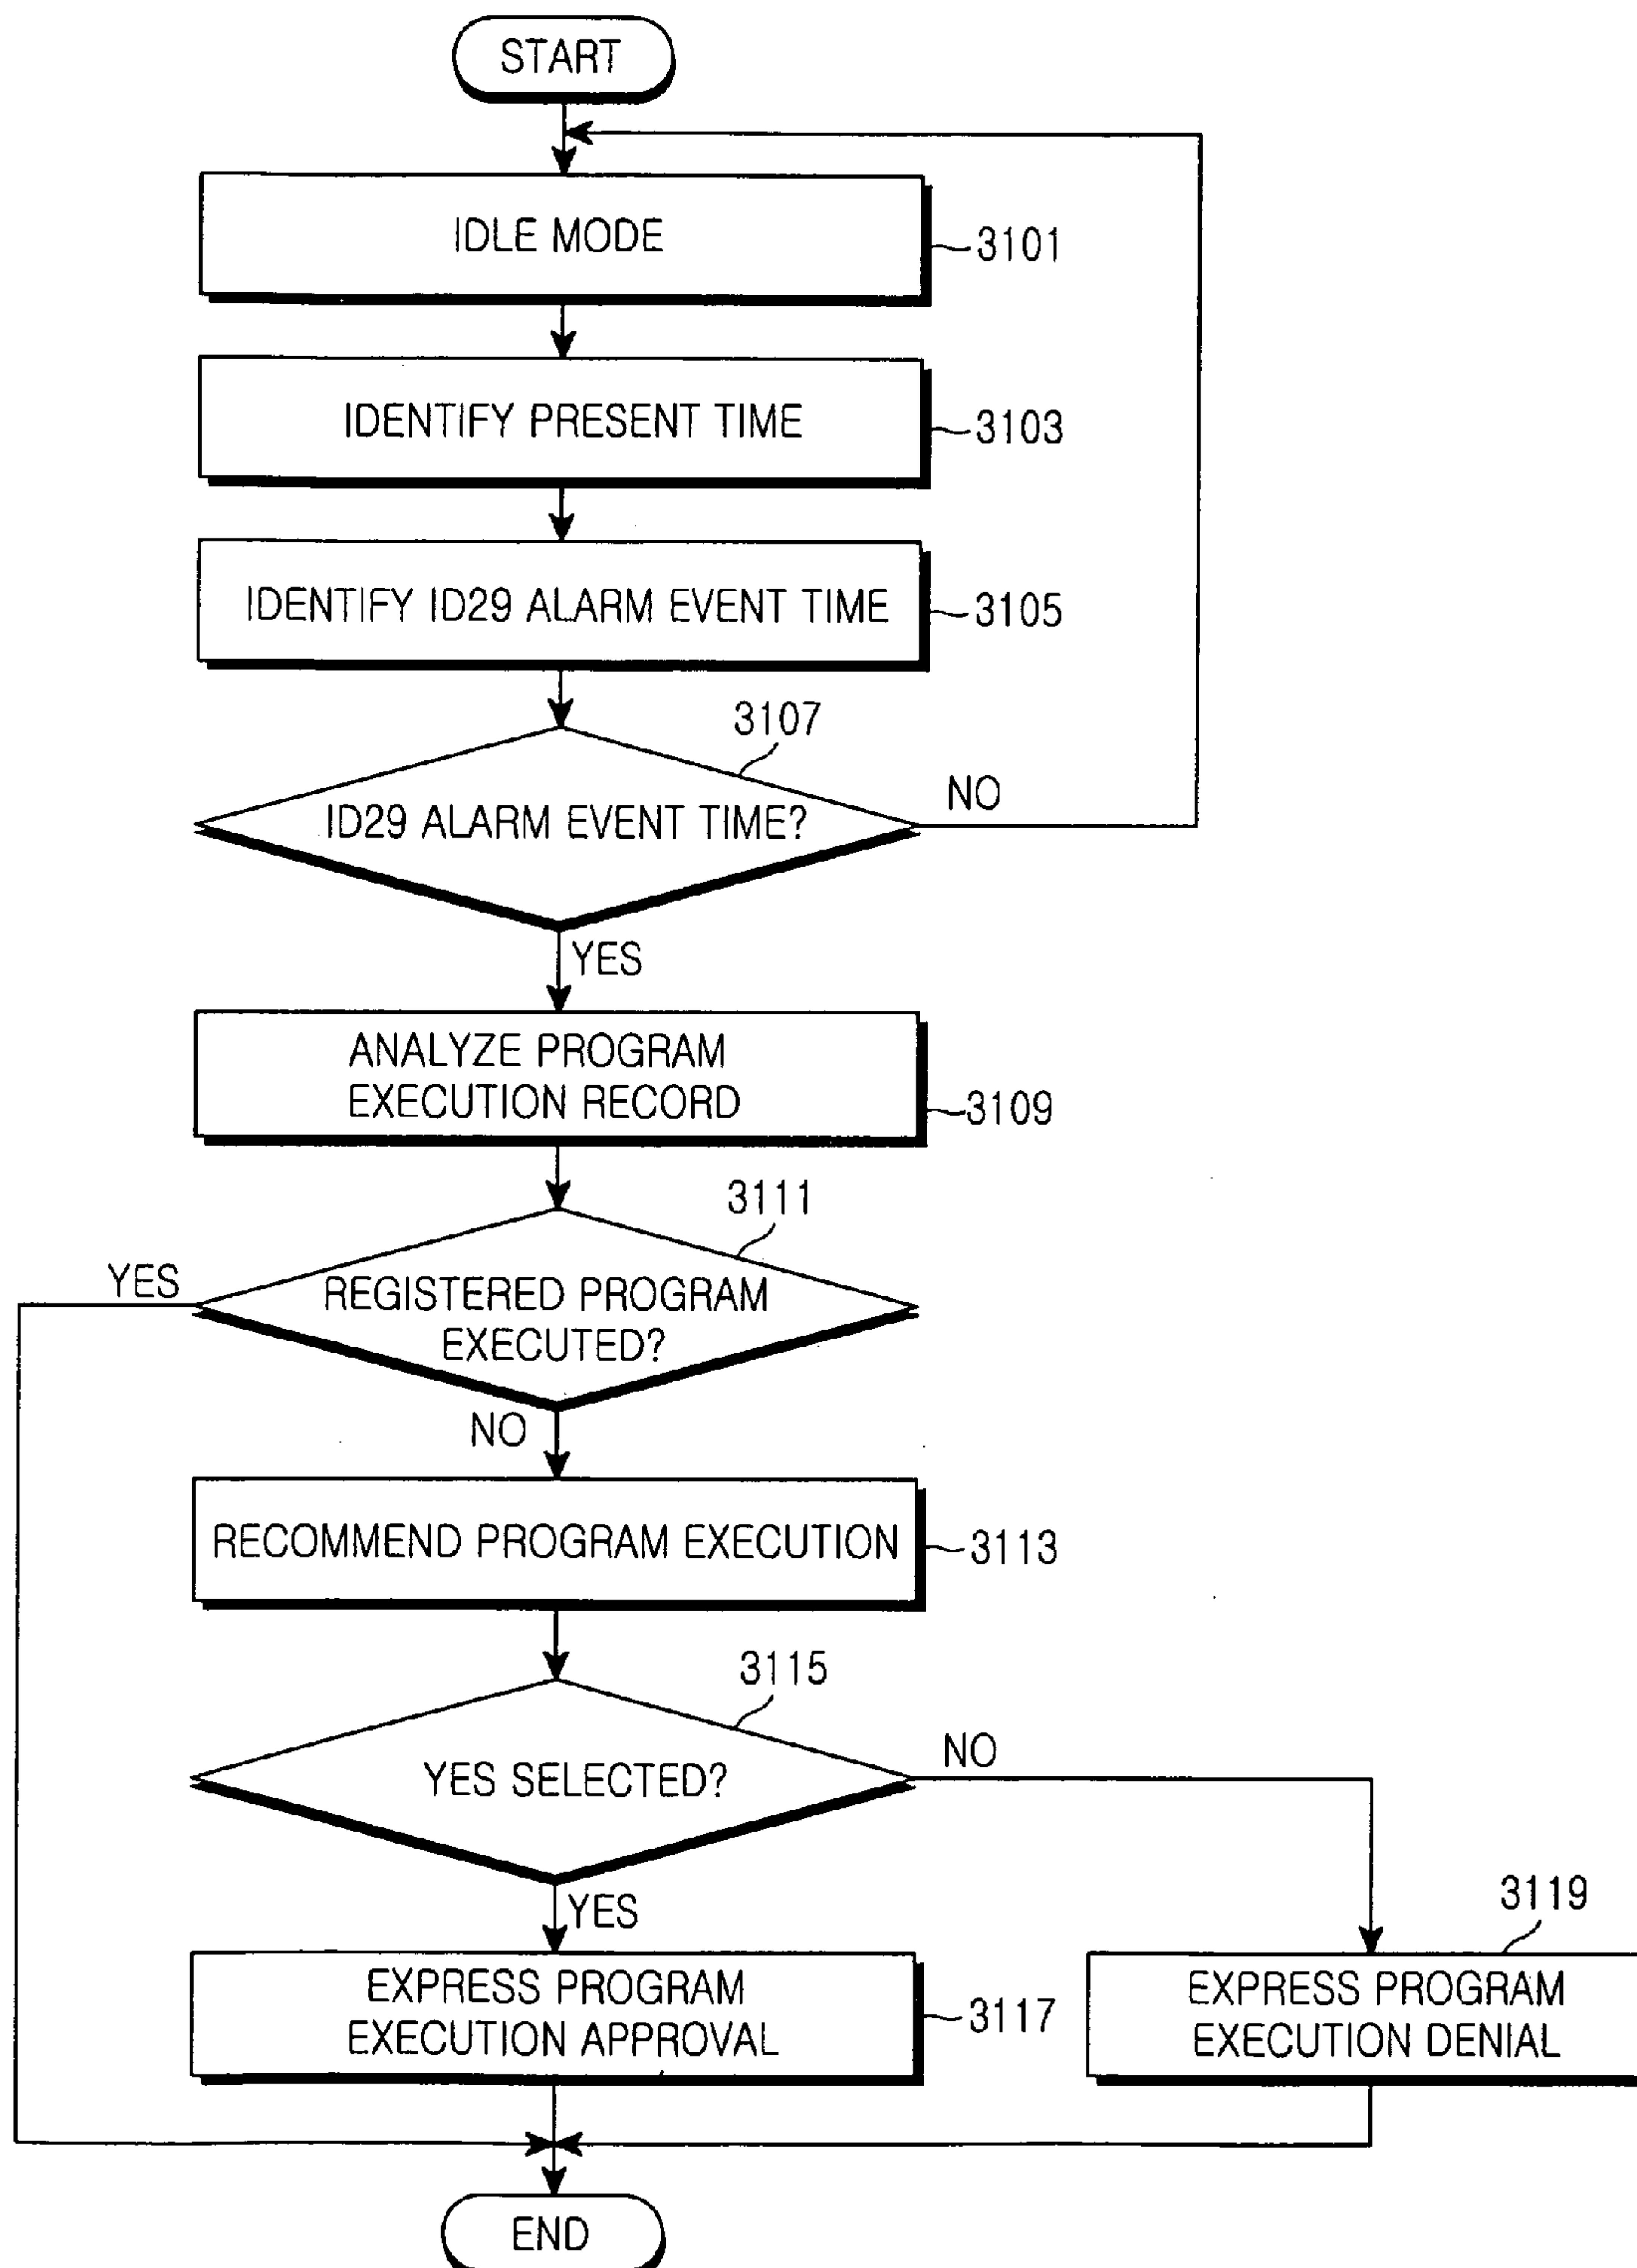 START
IDLE MODE
3101
IDENTIFY PRESENT TIME
3103
IDENTIFY ID29 ALARM EVENT TIME
3105
3107
ID29 ALARM EVENT TIME?
NO
YES
ANALYZE PROGRAM
EXECUTION RECORD
3109
3111
YES
REGISTERED PROGRAM
EXECUTED?
NO
RECOMMEND PROGRAM EXECUTION
3113
3115
YES SELECTED?
NO
YES
3119
EXPRESS PROGRAM
EXECUTION APPROVAL
3117
EXPRESS PROGRAM
EXECUTION DENIAL
END